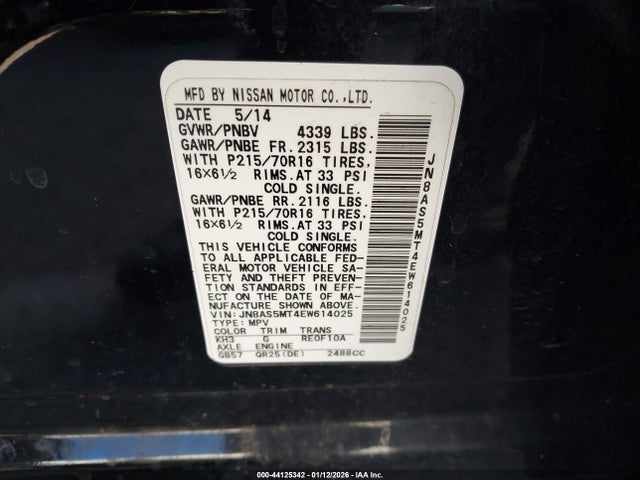 MFD BY NISSAN MOTOR CO.,LTD.
DATE 5/14
GVWR/PNBV 4339 LBS.
GAWR/PNBE FR. 2315 LBS.
WITH P215/70R16 TIRES,
16×6½ RIMS.AT 33 PSI
COLD SINGLE.
GAWR/PNBE RR. 2116 LBS.
WITH P215/70R16 TIRES,
16×6½ RIMS.AT 33 PSI
COLD SINGLE.
THIS VEHICLE CONFORMS
TO ALL APPLICABLE FED-
ERAL MOTOR VEHICLE SA-
FETY AND THEFT PREVEN-
TION STANDARDS IN EFF-
ECT ON THE DATE OF MA-
NUFACTURE SHOWN ABOVE.
VIN: JN8AS5MT4EW614025
TYPE: MPV
COLOR TRIM TRANS
KH3 G RE0F10A
AXLE ENGINE
GB57 QR25(DE) 2488CC
JN8AS5MT4EW614025
000-44125342 - 01/12/2026 - IAA Inc.